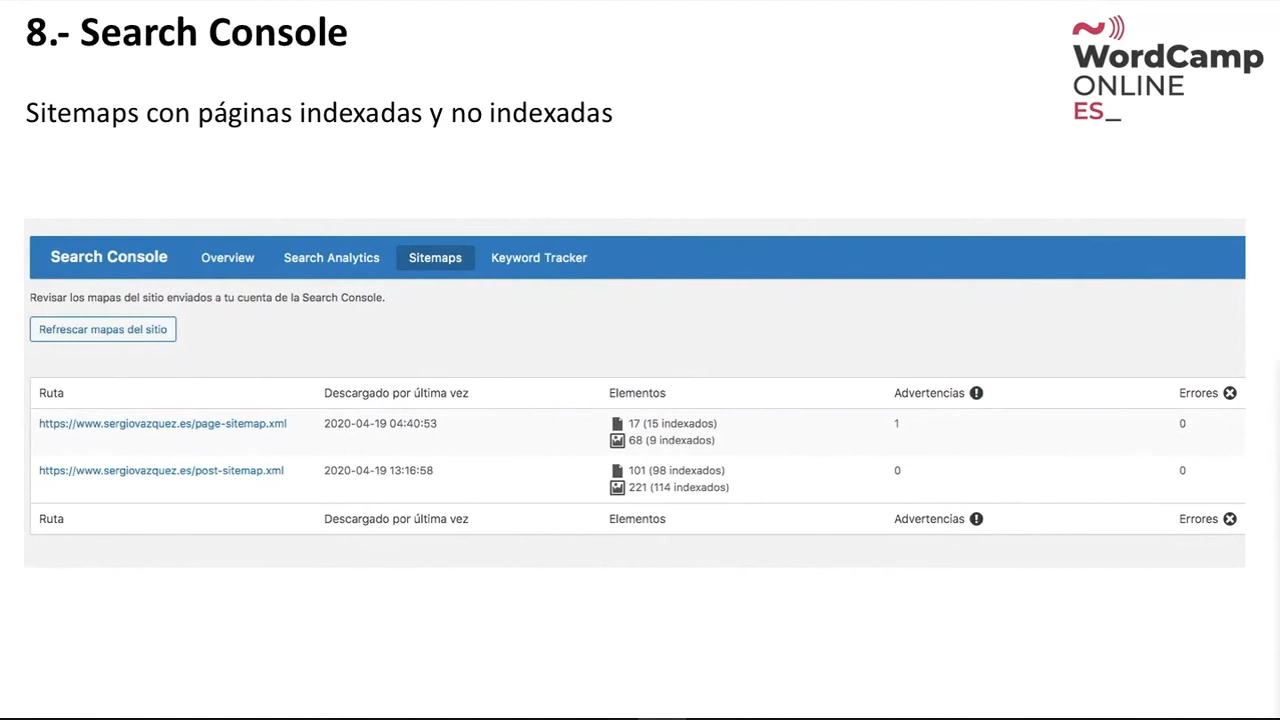 8.- Search Console
WordCamp
ONLINE
ES_
Sitemaps con páginas indexadas y no indexadas
Search Console Overview Search Analytics Sitemaps Keyword Tracker
Revisar los mapas del sitio enviados a tu cuenta de la Search Console.
Refrescar mapas del sitio
Ruta Descargado por última vez Elementos Advertencias Errores
https://www.sergiovazquez.es/page-sitemap.xml 2020-04-19 04:40:53 17 (15 indexados) 1 0
68 (9 indexados)
https://www.sergiovazquez.es/post-sitemap.xml 2020-04-19 13:16:58 101 (98 indexados) 0 0
221 (114 indexados)
Ruta Descargado por última vez Elementos Advertencias Errores